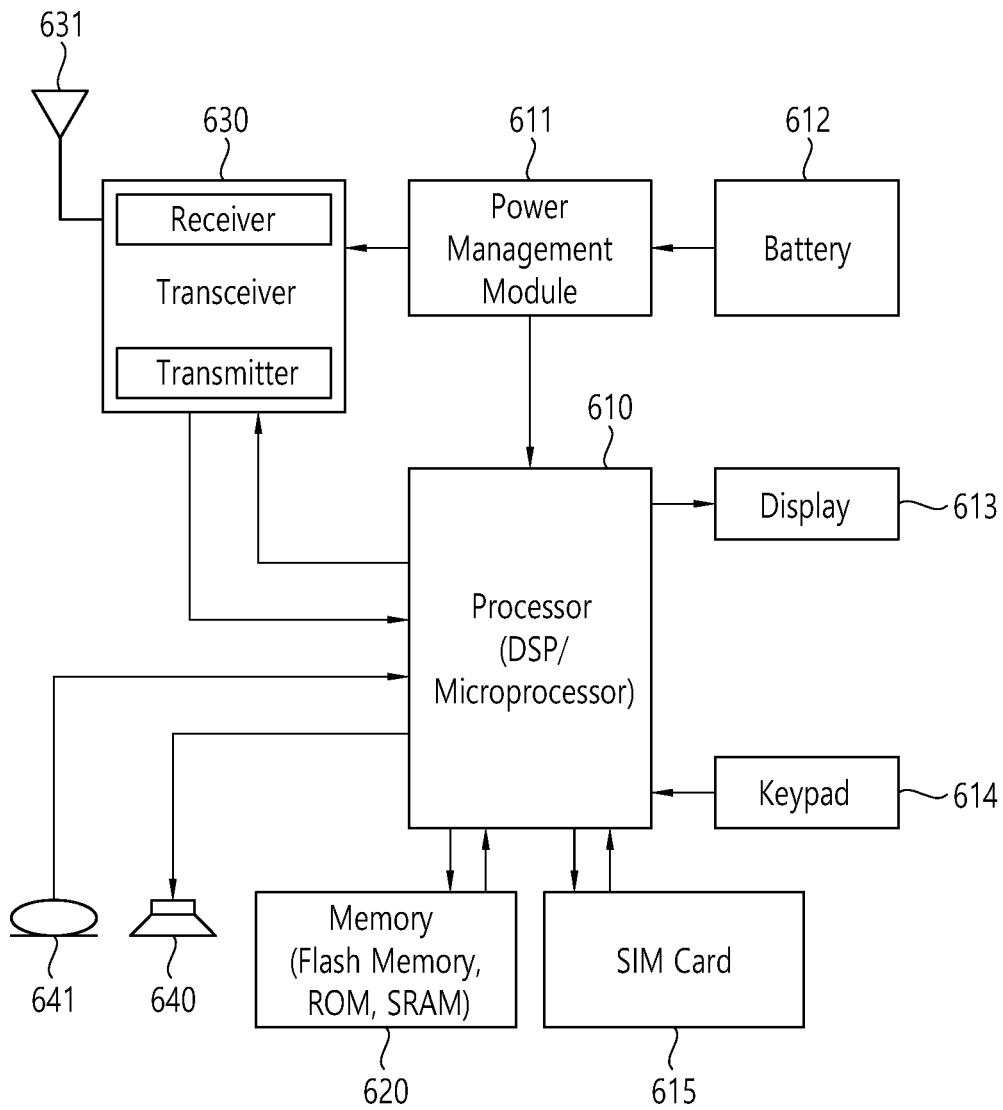 631
630
611
612
Receiver
Transceiver
Transmitter
Power
Management
Module
Battery
610
Display
613
Processor
(DSP/
Microprocessor)
Keypad
614
Memory
(Flash Memory,
ROM, SRAM)
SIM Card
641
640
620
615